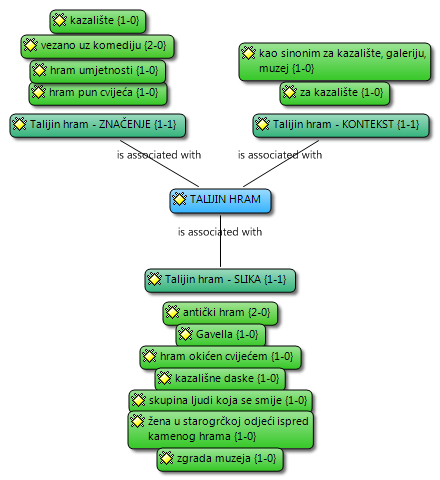 kazalište {1-0}
vezano uz komediju {2-0}
hram umjetnosti {1-0}
hram pun cvijeća {1-0}
Talijin hram - ZNAČENJE {1-1}
kao sinonim za kazalište, galeriju,
muzej {1-0}
za kazalište {1-0}
Talijin hram - KONTEKST {1-1}
is associated with
is associated with
TALIJIN HRAM
is associated with
Talijin hram - SLIKA {1-1}
antički hram {2-0}
Gavella {1-0}
hram okićen cvijećem {1-0}
kazališne daske {1-0}
skupina ljudi koja se smije {1-0}
žena u starogrčkoj odjeći ispred
kamenog hrama {1-0}
zgrada muzeja {1-0}